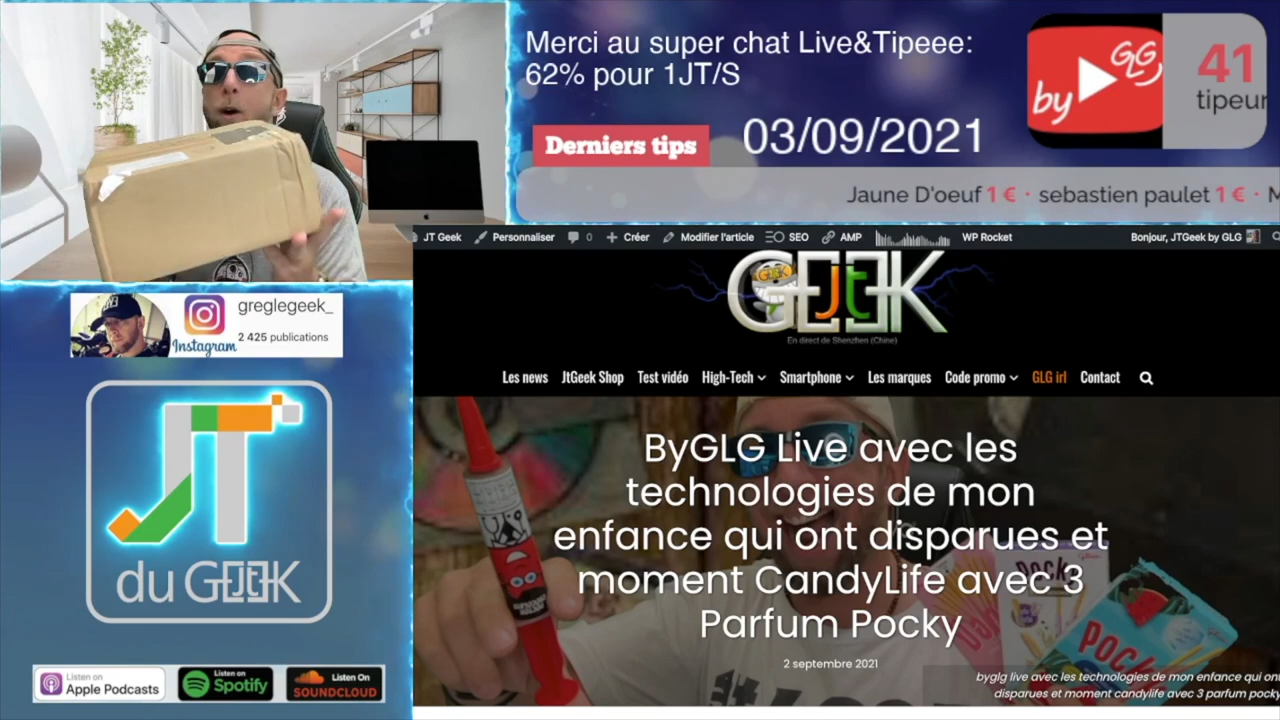 Merci au super chat Live&Tipeee:
62% pour 1JT/S
by GLG
41
tipeur
Derniers tips
03/09/2021
Jaune D'oeuf 1 € · sebastien paulet 1 € · M
JT Geek Personnaliser 0 Créer Modifier l'article SEO AMP WP Rocket Bonjour, JTGeek by GLG
GEEK Jt
En direct de Shenzhen (Chine)
greglegeek_
Instagram
2 425 publications
Les news JtGeek Shop Test vidéo High-Tech Smartphone Les marques Code promo GLG irl Contact
JT
du GEEK
ByGLG Live avec les
technologies de mon
enfance qui ont disparues et
moment CandyLife avec 3
Parfum Pocky
2 septembre 2021
Pocky
POCK
byglg live avec les technologies de mon enfance qui ont
disparues et moment candylife avec 3 parfum pocky
Listen on
Apple Podcasts
Listen on
Spotify
Listen On
SOUNDCLOUD